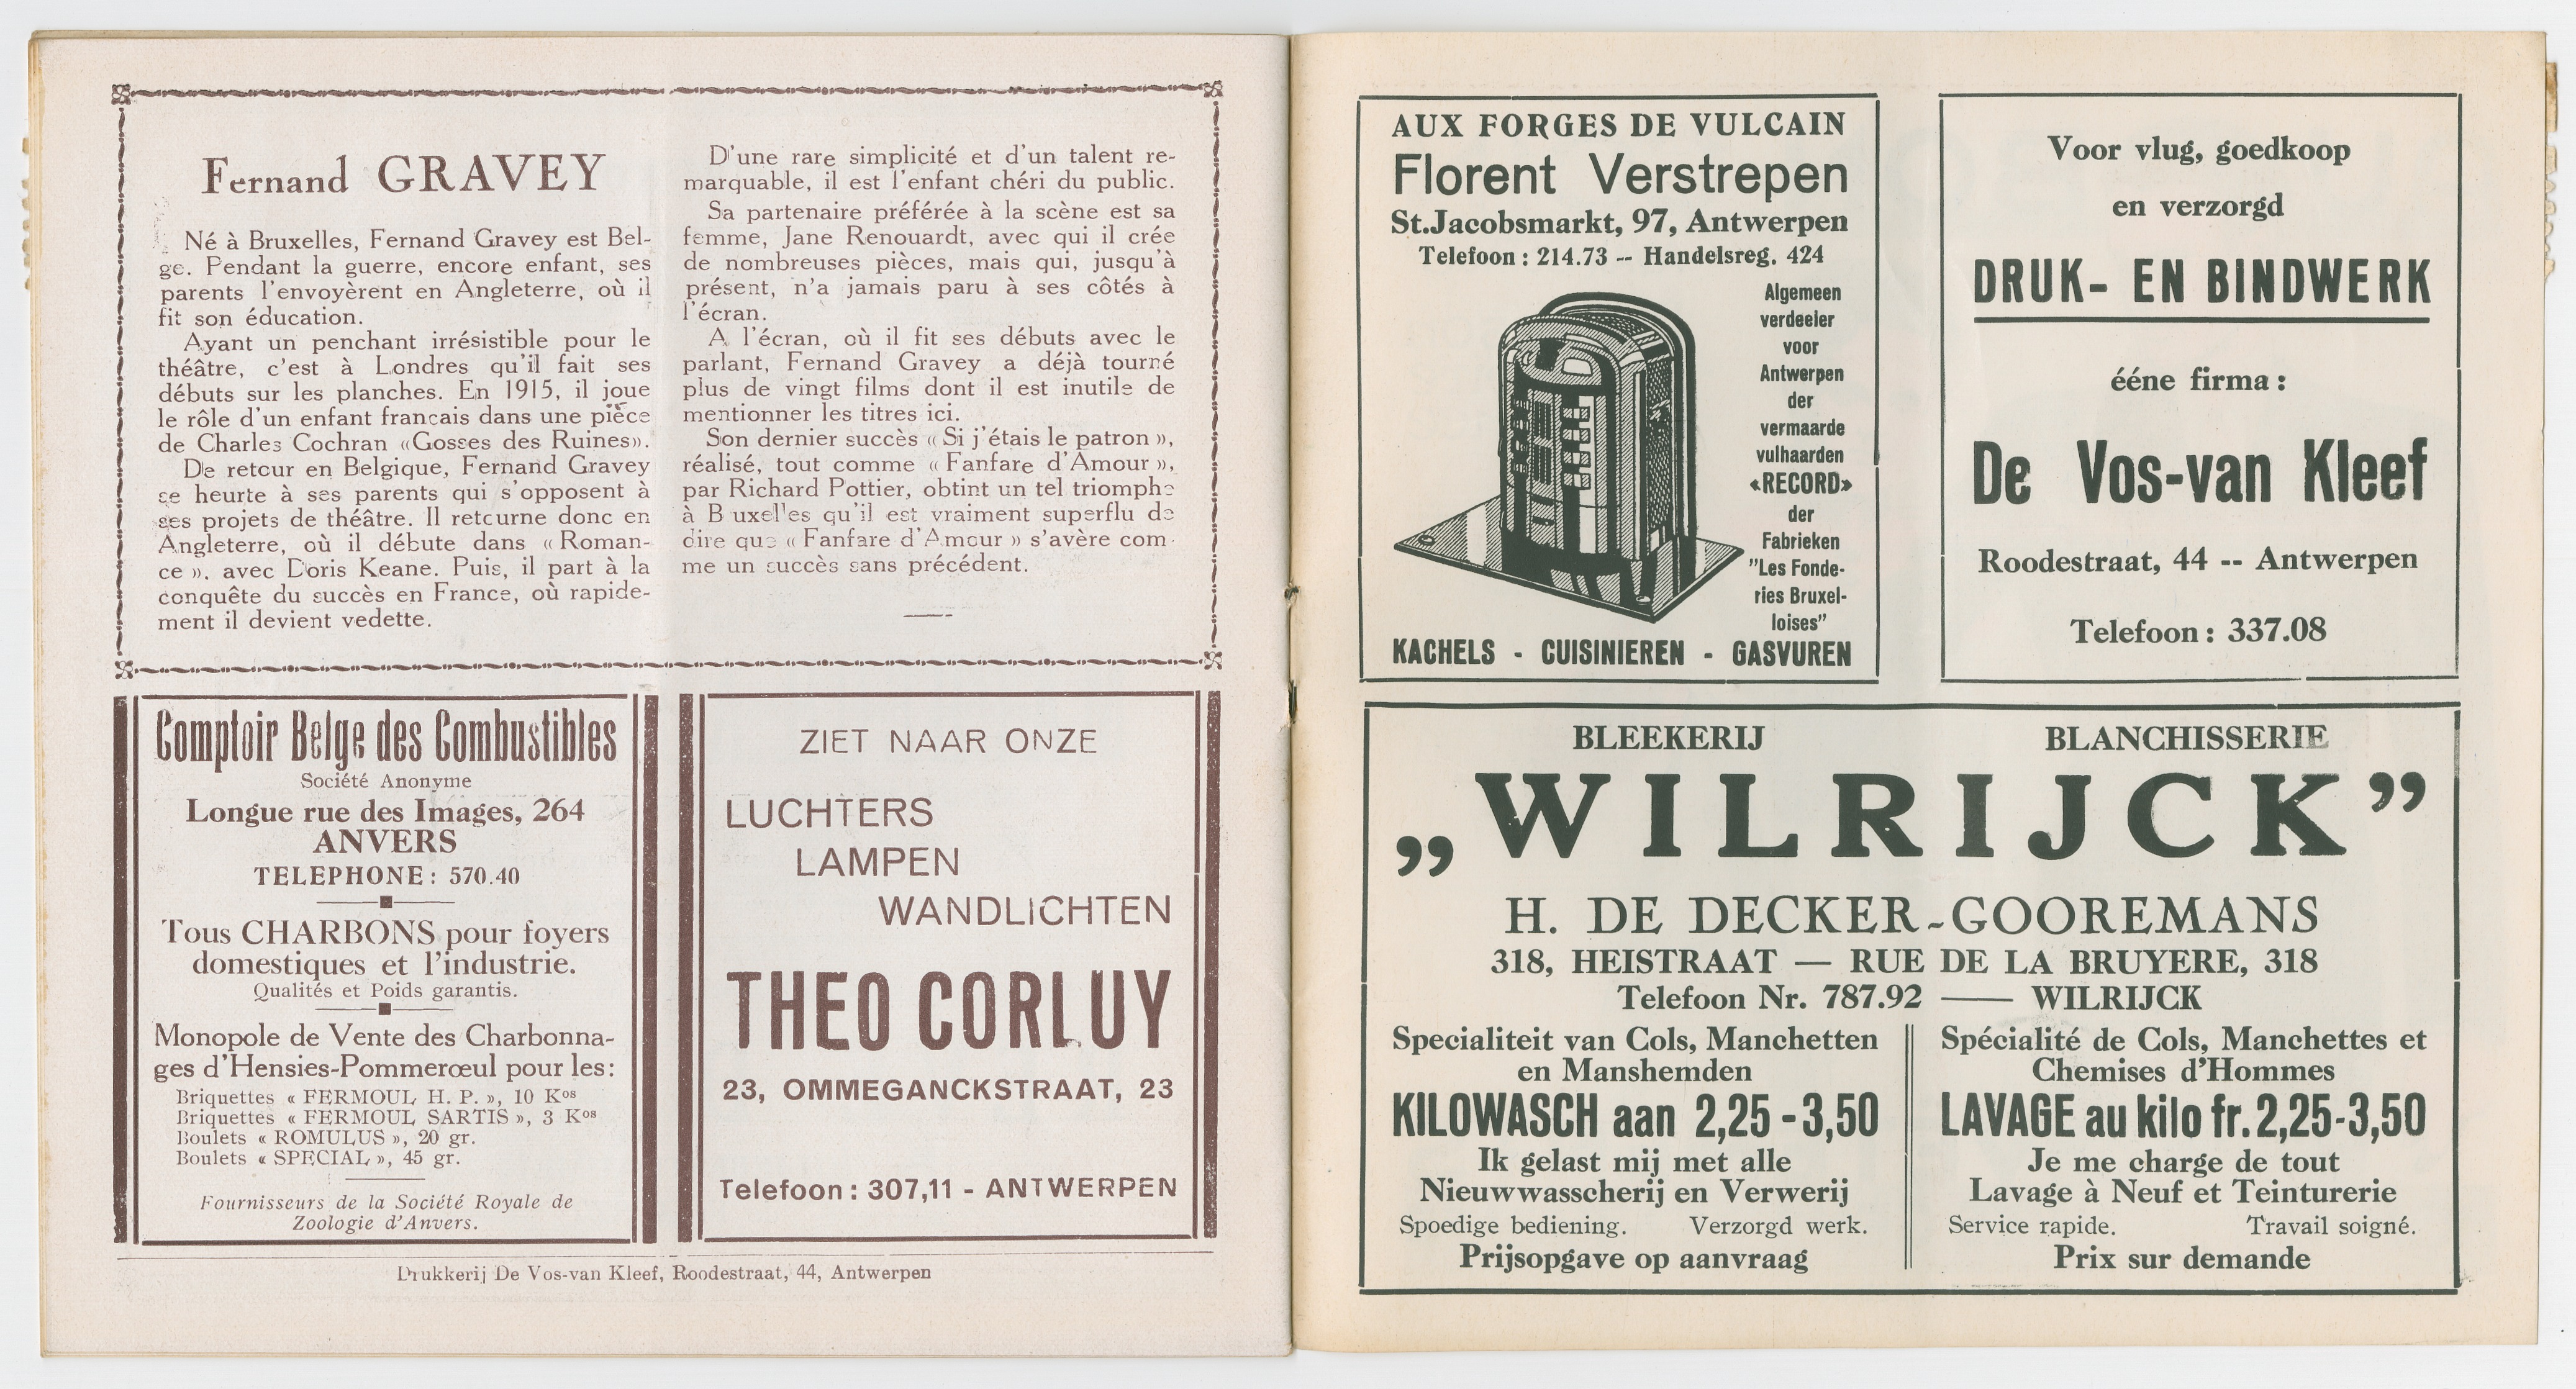 Fernand GRAVEY
Né à Bruxelles, Fernand Gravey est Bel-
ge. Pendant la guerre, encore enfant, ses
parents l'envoyèrent en Angleterre, où il
fit son éducation.
Ayant un penchant irrésistible pour le
théâtre, c'est à Londres qu'il fait ses
débuts sur les planches. En 1915, il joue
le rôle d'un enfant francais dans une pièce
de Charles Cochran «Gosses des Ruines».
De retour en Belgique, Fernand Gravey
se heurte à ses parents qui s'opposent à
ses projets de théâtre. Il retourne donc en
Angleterre, où il débute dans « Roman-
ce ». avec Doris Keane. Puis, il part à la
conquête du succès en France, où rapide-
ment il devient vedette.
D'une rare simplicité et d'un talent re-
marquable, il est l'enfant chéri du public.
Sa partenaire préférée à la scène est sa
femme, Jane Renouardt, avec qui il crée
de nombreuses pièces, mais qui, jusqu'à
présent, n'a jamais paru à ses côtés à
l'écran.
A l'écran, où il fit ses débuts avec le
parlant, Fernand Gravey a déjà tourné
plus de vingt films dont il est inutile de
mentionner les titres ici.
Son dernier succès « Si j'étais le patron »,
réalisé, tout comme « Fanfare d'Amour »,
par Richard Pottier, obtint un tel triomphe
à B uxelles qu'il est vraiment superflu de
dire que « Fanfare d'Amour » s'avère com-
me un succès sans précédent.
Comptoir Belge des Combustibles
Société Anonyme
Longue rue des Images, 264
ANVERS
TELEPHONE : 570.40
Tous CHARBONS pour foyers
domestiques et l'industrie.
Qualités et Poids garantis.
Monopole de Vente des Charbonna-
ges d'Hensies-Pommerœul pour les :
Briquettes « FERMOUL H. P. », 10 Kos
Briquettes « FERMOUL SARTIS », 3 Kos
Boulets « ROMULUS », 20 gr.
Boulets « SPECIAL », 45 gr.
Fournisseurs de la Société Royale de
Zoologie d'Anvers.
ZIET NAAR ONZE
LUCHTERS
LAMPEN
WANDLICHTEN
THEO CORLUY
23, OMMEGANCKSTRAAT, 23
Telefoon : 307,11 - ANTWERPEN
Drukkerij De Vos-van Kleef, Roodestraat, 44, Antwerpen
AUX FORGES DE VULCAIN
Florent Verstrepen
St.Jacobsmarkt, 97, Antwerpen
Telefoon : 214.73 -- Handelsreg. 424
Algemeen
verdeeler
voor
Antwerpen
der
vermaarde
vulhaarden
«RECORD»
der
Fabrieken
"Les Fonde-
ries Bruxel-
loises"
KACHELS - CUISINIEREN - GASVUREN
Voor vlug, goedkoop
en verzorgd
DRUK- EN BINDWERK
ééne firma :
De Vos-van Kleef
Roodestraat, 44 -- Antwerpen
Telefoon : 337.08
BLEEKERIJ BLANCHISSERIE
„WILRIJCK”
H. DE DECKER-GOOREMANS
318, HEISTRAAT — RUE DE LA BRUYERE, 318
Telefoon Nr. 787.92 — WILRIJCK
Specialiteit van Cols, Manchetten
en Manshemden
KILOWASCH aan 2,25 - 3,50
Ik gelast mij met alle
Nieuwwasscherij en Verwerij
Spoedige bediening. Verzorgd werk.
Prijsopgave op aanvraag
Spécialité de Cols, Manchettes et
Chemises d'Hommes
LAVAGE au kilo fr. 2,25-3,50
Je me charge de tout
Lavage à Neuf et Teinturerie
Service rapide. Travail soigné.
Prix sur demande